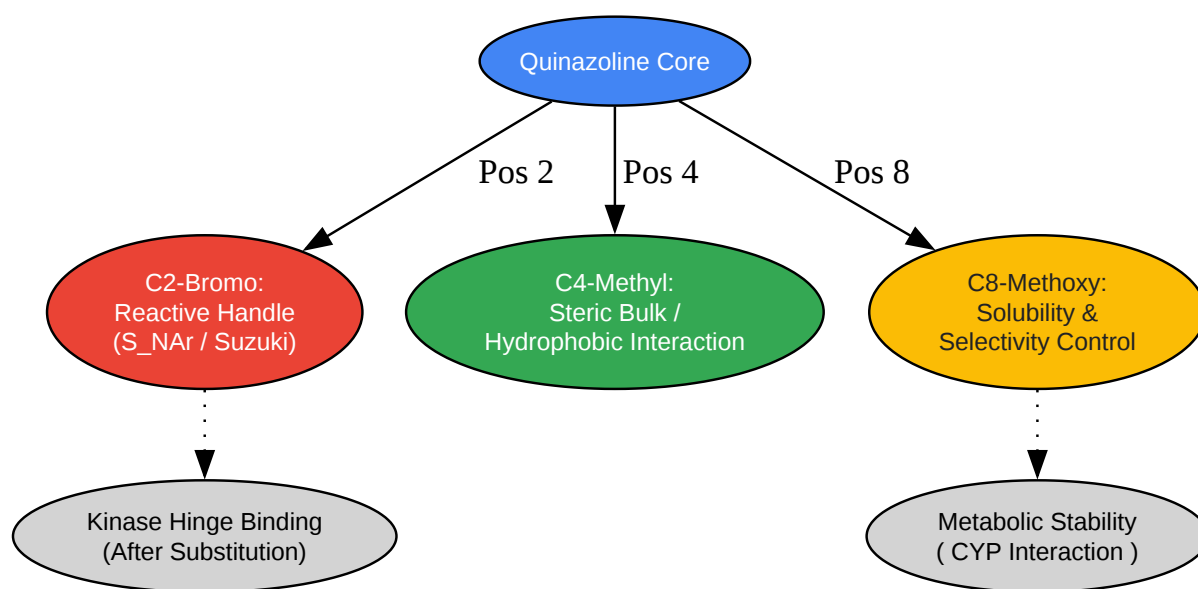 Quinazoline Core
Pos 2
Pos 4
Pos 8
C2-Bromo:
Reactive Handle
(S_NAr / Suzuki)
C4-Methyl:
Steric Bulk /
Hydrophobic Interaction
C8-Methoxy:
Solubility &
Selectivity Control
Kinase Hinge Binding
(After Substitution)
Metabolic Stability
( CYP Interaction )